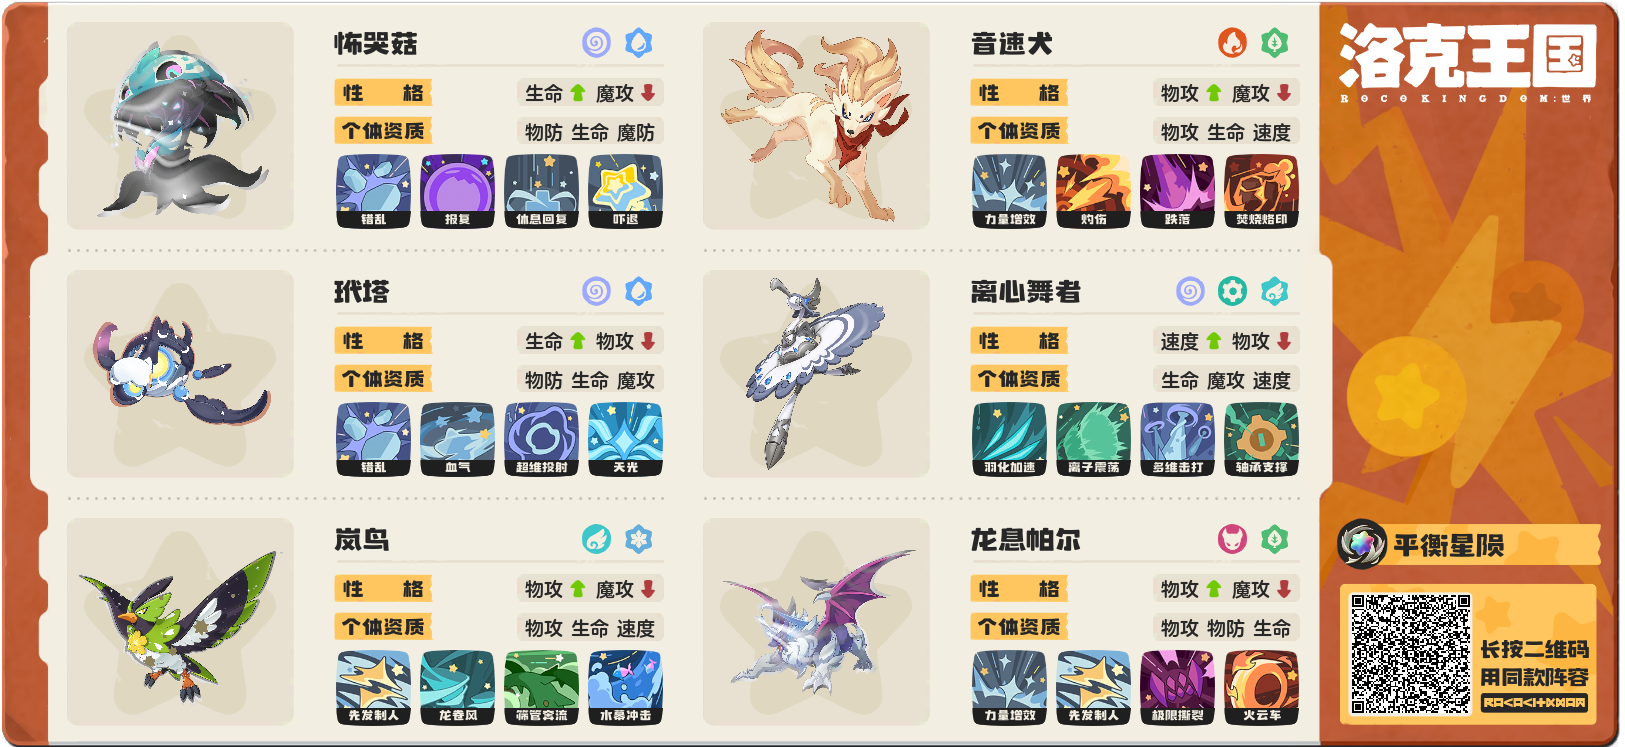 怖哭菇
性 格
生命 魔攻
个体资质
物防 生命 魔防
错乱
报复
休息回复
吓退
音速犬
性 格
物攻 魔攻
个体资质
物攻 生命 速度
力量增效
灼伤
跌落
焚烧烙印
玳塔
性 格
生命 物攻
个体资质
物防 生命 魔攻
错乱
血气
超维投射
天光
离心舞者
性 格
速度 物攻
个体资质
生命 魔攻 速度
羽化加速
离子震荡
多维击打
轴承支撑
岚鸟
性 格
物攻 魔攻
个体资质
物攻 生命 速度
先发制人
龙卷风
筛管奔流
水幕冲击
龙息帕尔
性 格
物攻 魔攻
个体资质
物攻 物防 生命
力量增效
先发制人
极限撕裂
火云车
洛克王国
ROCOKINGDOM:世界
平衡星陨
长按二维码
用同款阵容